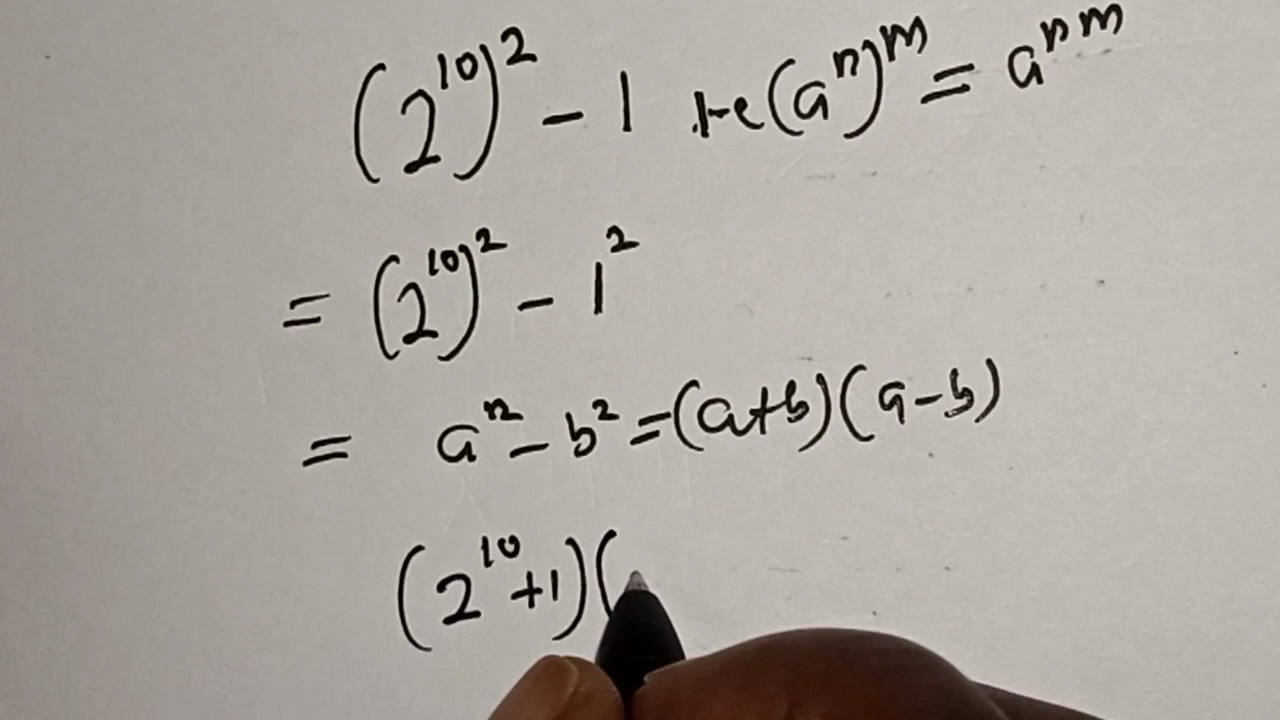 (2^10)^2 - 1 i.e (a^n)^m = a^nm
= (2^10)^2 - 1^2
= a^2 - b^2 = (a+b)(a-b)
(2^10 +1)(